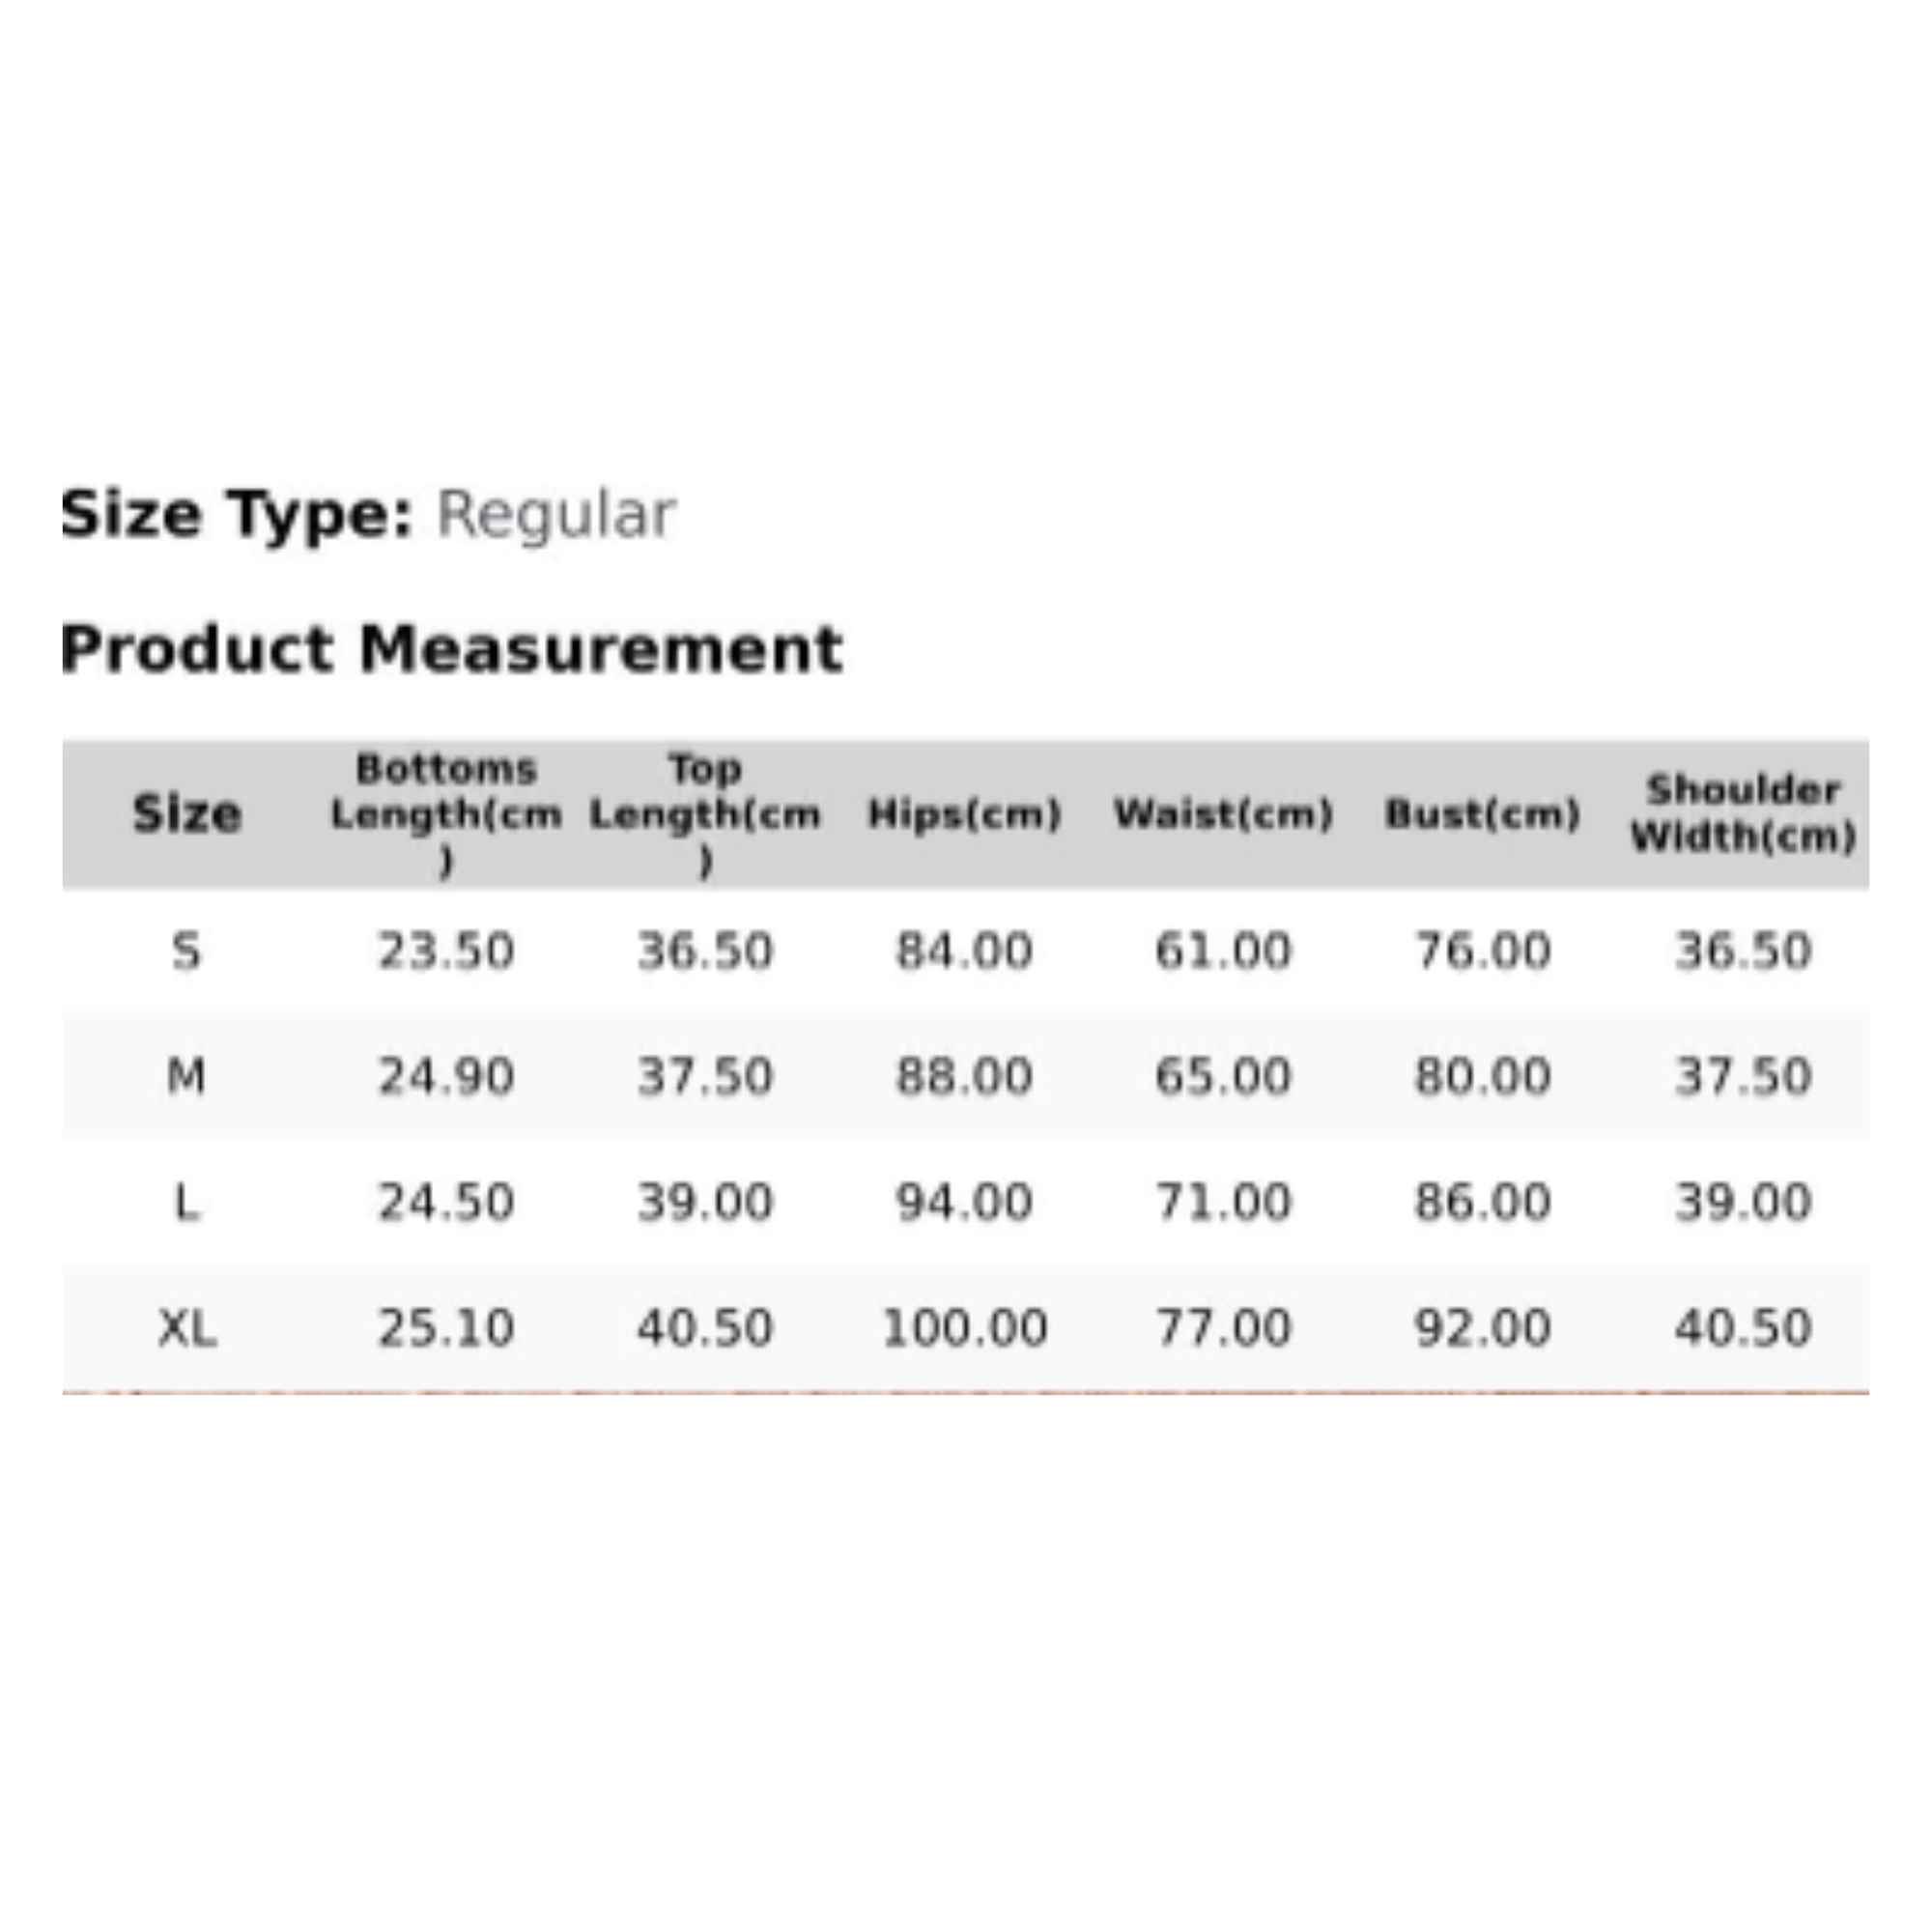 Size Type: Regular
Product Measurement
Size Bottoms Length(cm) Top Length(cm) Hips(cm) Waist(cm) Bust(cm) Shoulder Width(cm)
S 23.50 36.50 84.00 61.00 76.00 36.50
M 24.90 37.50 88.00 65.00 80.00 37.50
L 24.50 39.00 94.00 71.00 86.00 39.00
XL 25.10 40.50 100.00 77.00 92.00 40.50